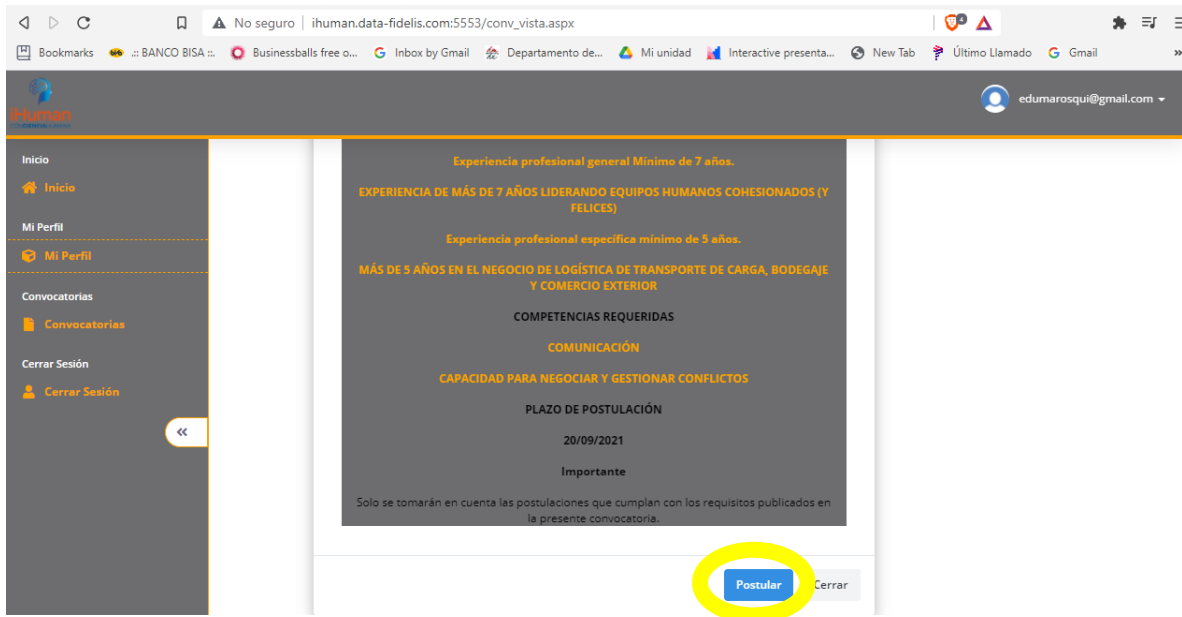 No seguro | ihuman.data-fidelis.com:5553/conv_vista.aspx
Bookmarks .:: BANCO BISA ::. Businessballs free o... Inbox by Gmail Departamento de... Mi unidad Interactive presenta... New Tab Último Llamado Gmail »
iHuman
edumarosqui@gmail.com
Inicio
Inicio
Mi Perfil
Mi Perfil
Convocatorias
Convocatorias
Cerrar Sesión
Cerrar Sesión
Experiencia profesional general Mínimo de 7 años.
EXPERIENCIA DE MÁS DE 7 AÑOS LIDERANDO EQUIPOS HUMANOS COHESIONADOS (Y
FELICES)
Experiencia profesional específica mínimo de 5 años.
MÁS DE 5 AÑOS EN EL NEGOCIO DE LOGÍSTICA DE TRANSPORTE DE CARGA, BODEGAJE
Y COMERCIO EXTERIOR
COMPETENCIAS REQUERIDAS
COMUNICACIÓN
CAPACIDAD PARA NEGOCIAR Y GESTIONAR CONFLICTOS
PLAZO DE POSTULACIÓN
20/09/2021
Importante
Solo se tomarán en cuenta las postulaciones que cumplan con los requisitos publicados en
la presente convocatoria.
Postular Cerrar